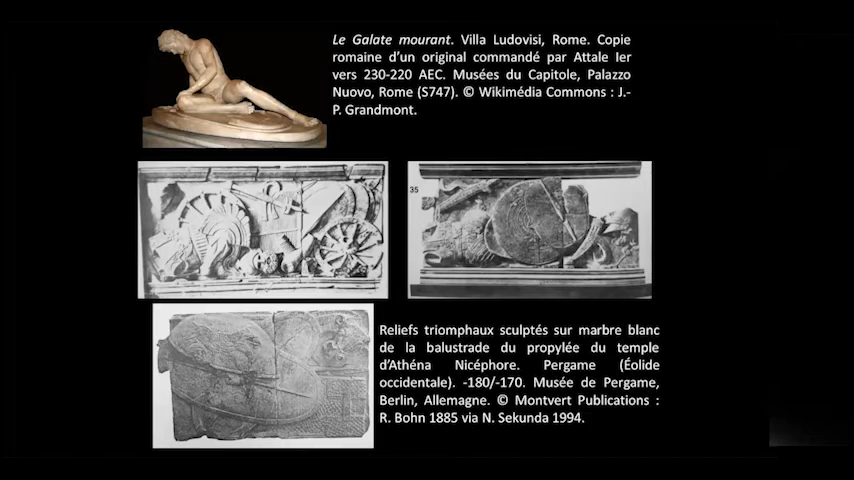 Le Galate mourant. Villa Ludovisi, Rome. Copie
romaine d’un original commandé par Attale Ier
vers 230-220 AEC. Musées du Capitole, Palazzo
Nuovo, Rome (S747). © Wikimédia Commons : J.-
P. Grandmont.
35
Reliefs triomphaux sculptés sur marbre blanc
de la balustrade du propylée du temple
d’Athéna Nicéphore. Pergame (Éolide
occidentale). -180/-170. Musée de Pergame,
Berlin, Allemagne. © Montvert Publications :
R. Bohn 1885 via N. Sekunda 1994.